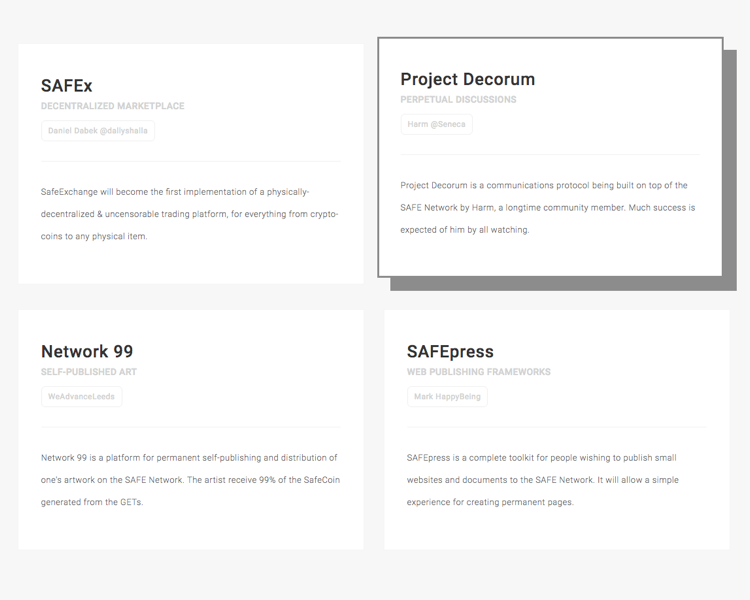 SAFEx
DECENTRALIZED MARKETPLACE
Daniel Dabek @dallyshalla
SafeExchange will become the first implementation of a physically-
decentralized & uncensorable trading platform, for everything from crypto-
coins to any physical item.
Project Decorum
PERPETUAL DISCUSSIONS
Harm @Seneca
Project Decorum is a communications protocol being built on top of the
SAFE Network by Harm, a longtime community member. Much success is
expected of him by all watching.
Network 99
SELF-PUBLISHED ART
WeAdvanceLeeds
Network 99 is a platform for permanent self-publishing and distribution of
one's artwork on the SAFE Network. The artist receive 99% of the SafeCoin
generated from the GETs.
SAFEpress
WEB PUBLISHING FRAMEWORKS
Mark HappyBeing
SAFEpress is a complete toolkit for people wishing to publish small
websites and documents to the SAFE Network. It will allow a simple
experience for creating permanent pages.